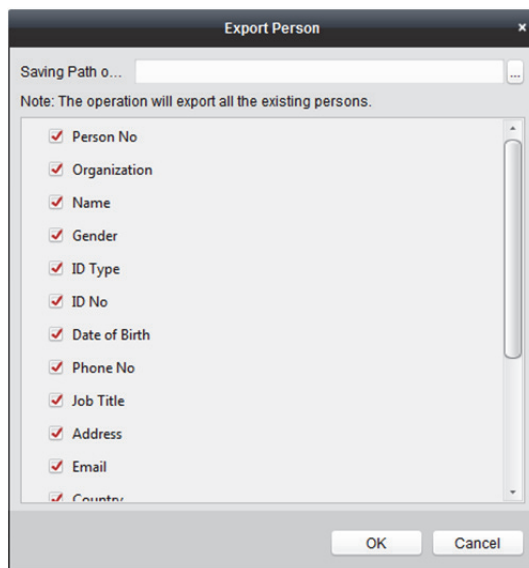 Export Person ×
Saving Path o... ...
Note: The operation will export all the existing persons.
Person No
Organization
Name
Gender
ID Type
ID No
Date of Birth
Phone No
Job Title
Address
Email
Country
OK Cancel